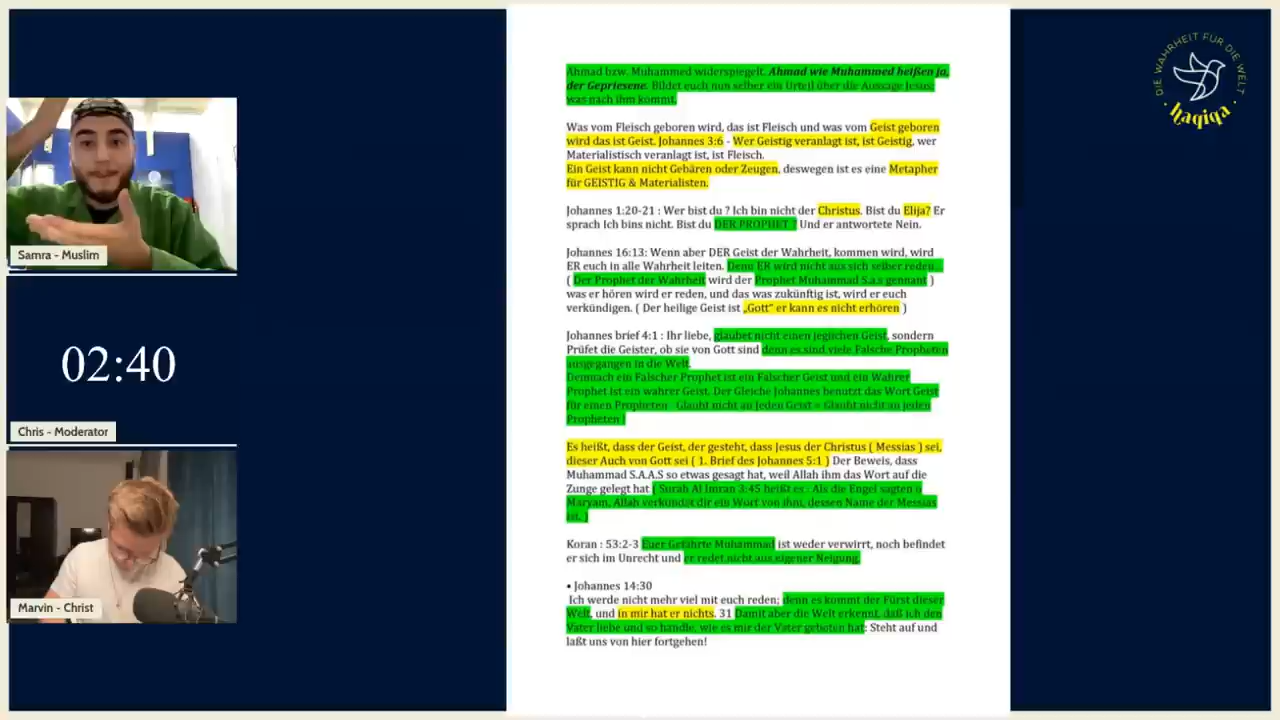 Samra - Muslim
02:40
Chris - Moderator
Marvin - Christ
Ahmad bzw. Muhammed widerspiegelt. Ahmad wie Muhammed heißen ja,
der Gepriesene. Bildet euch nun selber ein Urteil über die Aussage Jesus,
was nach ihm kommt.
Was vom Fleisch geboren wird, das ist Fleisch und was vom Geist geboren
wird das ist Geist. Johannes 3:6 - Wer Geistig veranlagt ist, ist Geistig, wer
Materialistisch veranlagt ist, ist Fleisch.
Ein Geist kann nicht Gebären oder Zeugen, deswegen ist es eine Metapher
für GEISTIG & Materialisten.
Johannes 1:20-21 : Wer bist du ? Ich bin nicht der Christus. Bist du Elija? Er
sprach Ich bins nicht. Bist du DER PROPHET ? Und er antwortete Nein.
Johannes 16:13: Wenn aber DER Geist der Wahrheit, kommen wird, wird
ER euch in alle Wahrheit leiten. Denn ER wird nicht aus sich selber reden...
( Der Prophet der Wahrheit wird der Prophet Muhammad S.a.s gennant )
was er hören wird er reden, und das was zukünftig ist, wird er euch
verkündigen. ( Der heilige Geist ist „Gott“ er kann es nicht erhören )
Johannes brief 4:1 : Ihr liebe, glaubet nicht einen jeglichen Geist, sondern
Prüfet die Geister, ob sie von Gott sind denn es sind viele Falsche Propheten
ausgegangen in die Welt.
Demnach ein Falscher Prophet ist ein Falscher Geist und ein Wahrer
Prophet ist ein wahrer Geist. Der Gleiche Johannes benutzt das Wort Geist
für einen Propheten - Glaubt nicht an Jeden Geist = Glaubt nicht an jeden
Propheten !
Es heißt, dass der Geist, der gesteht, dass Jesus der Christus ( Messias ) sei,
dieser Auch von Gott sei ( 1. Brief des Johannes 5:1 ) Der Beweis, dass
Muhammad S.A.A.S so etwas gesagt hat, weil Allah ihm das Wort auf die
Zunge gelegt hat ( Surah Al Imran 3:45 heißt es : Als die Engel sagten o
Maryam, Allah verkündet dir ein Wort von ihm, dessen Name der Messias
ist. )
Koran : 53:2-3 Euer Gefährte Muhammad ist weder verwirrt, noch befindet
er sich im Unrecht und er redet nicht aus eigener Neigung.
• Johannes 14:30
Ich werde nicht mehr viel mit euch reden; denn es kommt der Fürst dieser
Welt, und in mir hat er nichts. 31 Damit aber die Welt erkennt, daß ich den
Vater liebe und so handle, wie es mir der Vater geboten hat: Steht auf und
laßt uns von hier fortgehen!
DIE WAHRHEIT FÜR DIE WELT
haqiqa